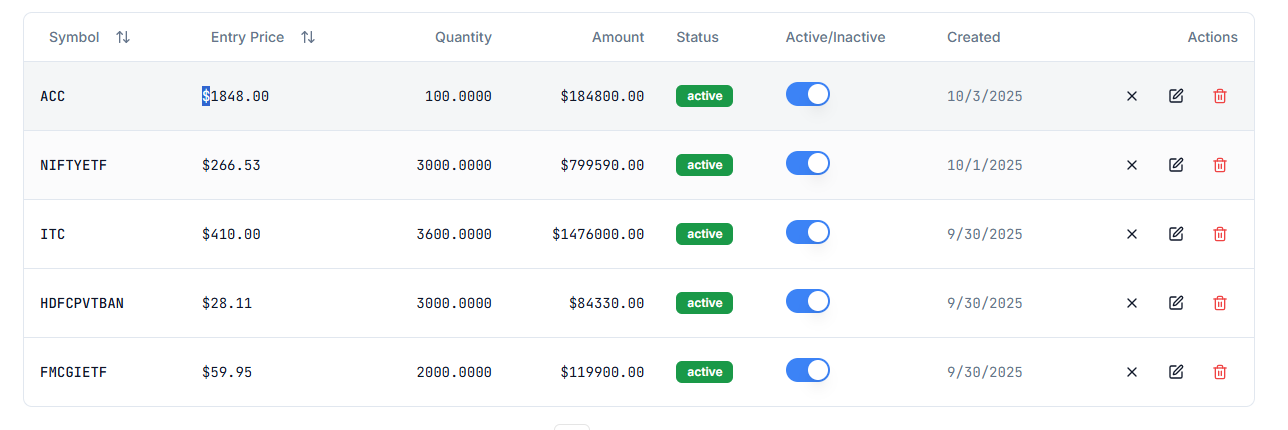 Symbol Entry Price Quantity Amount Status Active/Inactive Created Actions
ACC $1848.00 100.0000 $184800.00 active 10/3/2025
NIFTYETF $266.53 3000.0000 $799590.00 active 10/1/2025
ITC $410.00 3600.0000 $1476000.00 active 9/30/2025
HDFCPVTBAN $28.11 3000.0000 $84330.00 active 9/30/2025
FMCGIETF $59.95 2000.0000 $119900.00 active 9/30/2025